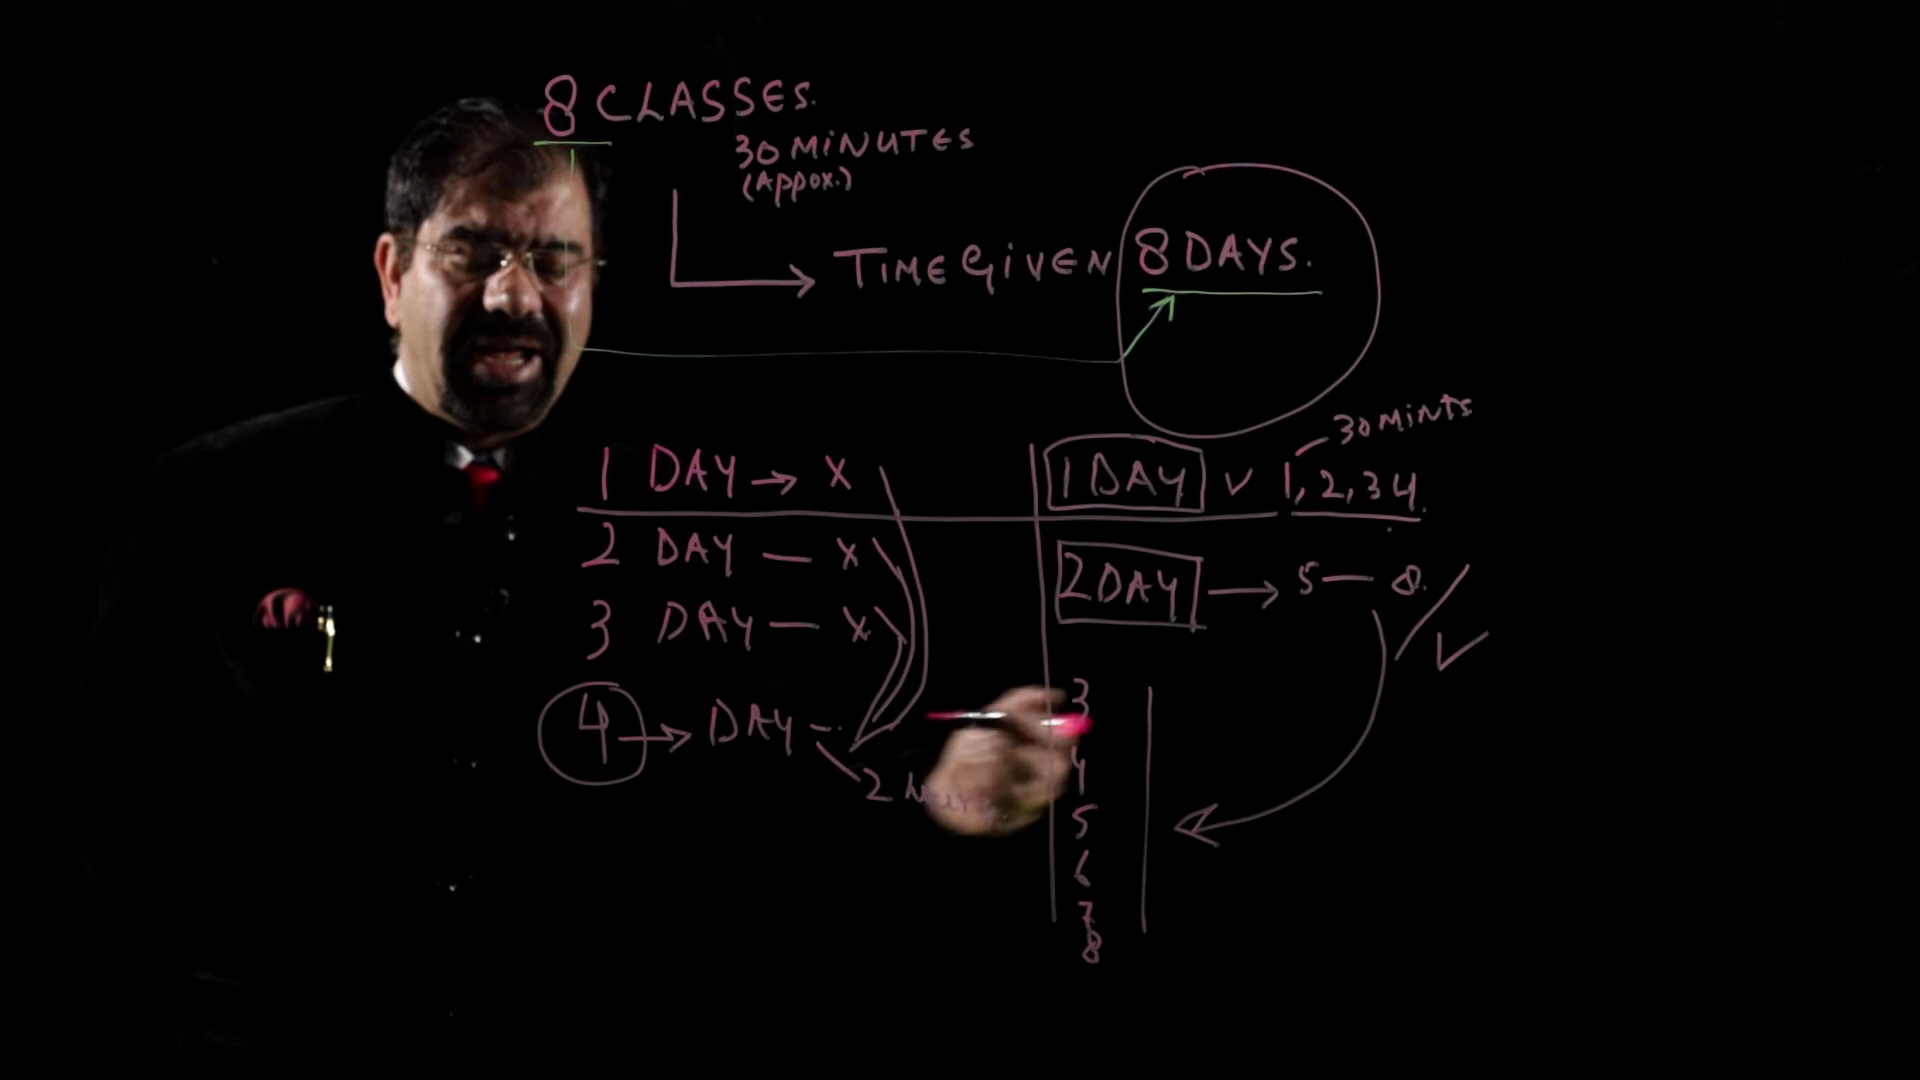 8 CLASSES.
30 MINUTES
(Appox.)
TIME GIVEN 8 DAYS.
30 MINTS
1 DAY → X
2 DAY — X
3 DAY — X
4 → DAY -
2
1 DAY ✓ 1, 2, 3 4.
2 DAY → 5 — 8.
✓
3
4
5
6
7
8